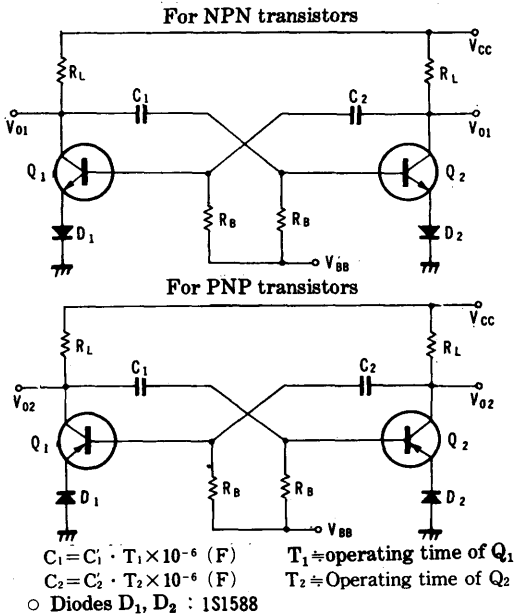 For NPN transistors
VCC
RL
RL
C1
C2
V01
V01
Q1
Q2
RB
RB
D1
D2
VBB
For PNP transistors
VCC
RL
RL
C1
C2
V02
V02
Q1
Q2
RB
RB
D1
D2
VBB
C1=C1′ · T1×10⁻⁶ (F) T1≒operating time of Q1
C2=C2′ · T2×10⁻⁶ (F) T2≒Operating time of Q2
○ Diodes D1, D2 : 1S1588